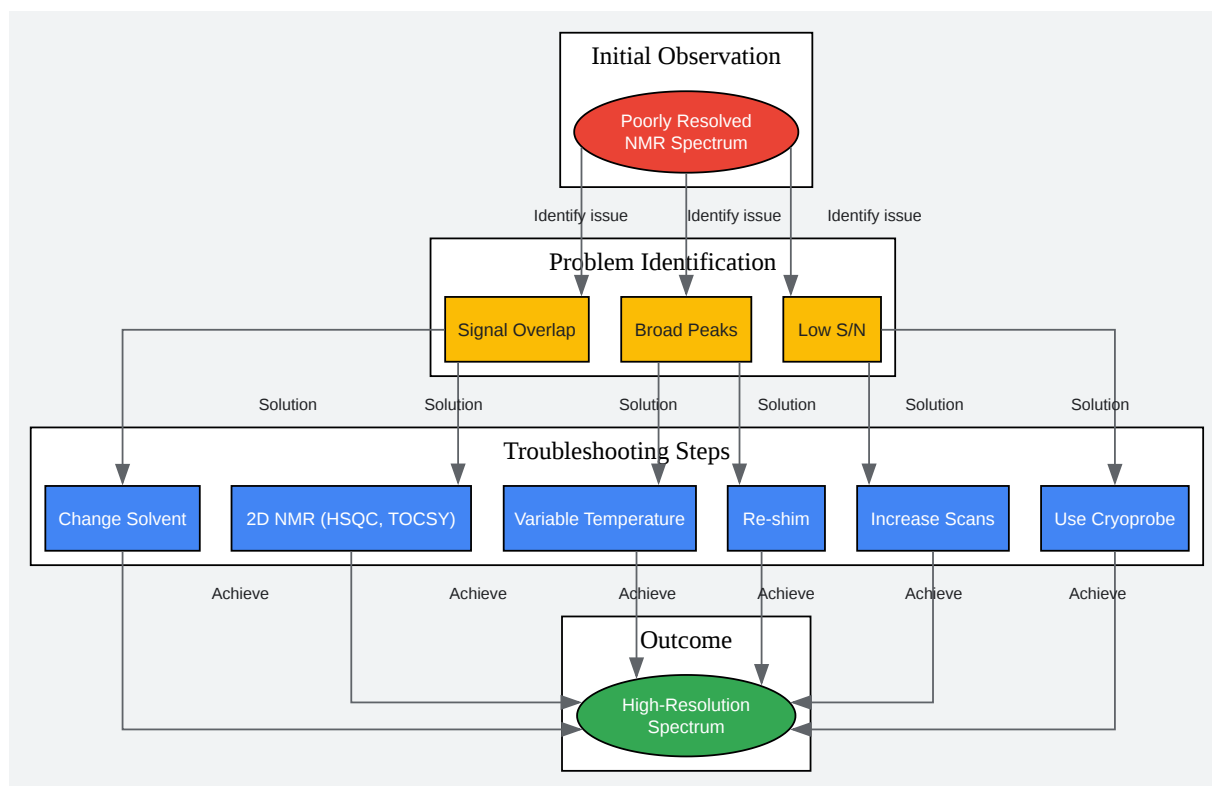 Initial Observation
Poorly Resolved
NMR Spectrum
Identify issue
Identify issue
Identify issue
Problem Identification
Signal Overlap
Broad Peaks
Low S/N
Solution
Solution
Solution
Solution
Solution
Solution
Troubleshooting Steps
Change Solvent
2D NMR (HSQC, TOCSY)
Variable Temperature
Re-shim
Increase Scans
Use Cryoprobe
Achieve
Achieve
Achieve
Achieve
Achieve
Achieve
Outcome
High-Resolution
Spectrum